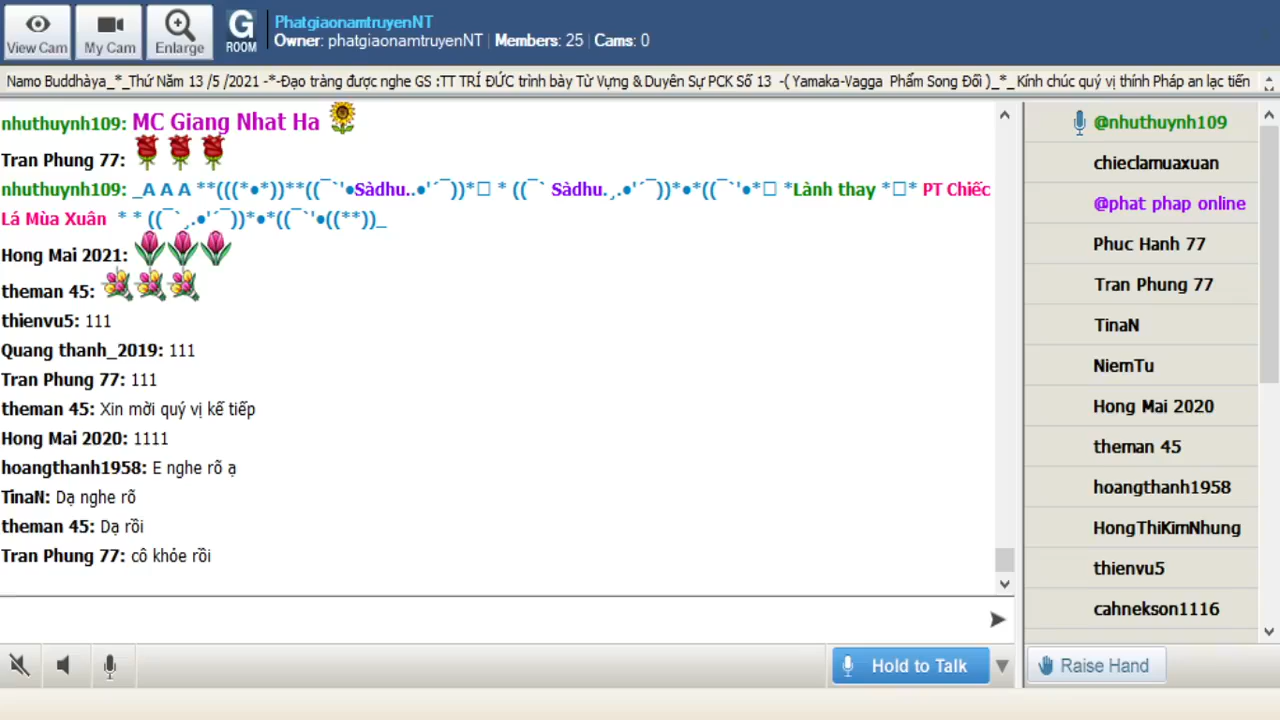 View Cam
My Cam
Enlarge
G
ROOM
PhatgiaonamtruyenNT
Owner: phatgiaonamtruyenNT | Members: 25 | Cams: 0
Namo Buddhàya_*_Thứ Năm 13 /5 /2021 -*-Đạo tràng được nghe GS :TT TRÍ ĐỨC trình bày Từ Vựng & Duyên Sự PCK Số 13 -( Yamaka-Vagga Phẩm Song Đối )_*_ Kính chúc quý vị thính Pháp an lạc tiến
nhuthuynh109: MC Giang Nhat Ha
Tran Phung 77:
nhuthuynh109: _A A A **(((*•*))**((¯`'•Sàdhu..•'´¯))*□ * ((¯` Sàdhu.¸.•'´¯))*•*((¯`'•*□ *Lành thay *□* PT Chiếc
Lá Mùa Xuân * * ((¯`¸.•'´¯))*•*((¯`'•((**))_
Hong Mai 2021:
theman 45:
thienvu5: 111
Quang thanh_2019: 111
Tran Phung 77: 111
theman 45: Xin mời quý vị kế tiếp
Hong Mai 2020: 1111
hoangthanh1958: E nghe rõ ạ
TinaN: Dạ nghe rõ
theman 45: Dạ rồi
Tran Phung 77: cô khỏe rồi
@nhuthuynh109
chieclamuaxuan
@phat phap online
Phuc Hanh 77
Tran Phung 77
TinaN
NiemTu
Hong Mai 2020
theman 45
hoangthanh1958
HongThiKimNhung
thienvu5
cahnekson1116
Hold to Talk
Raise Hand